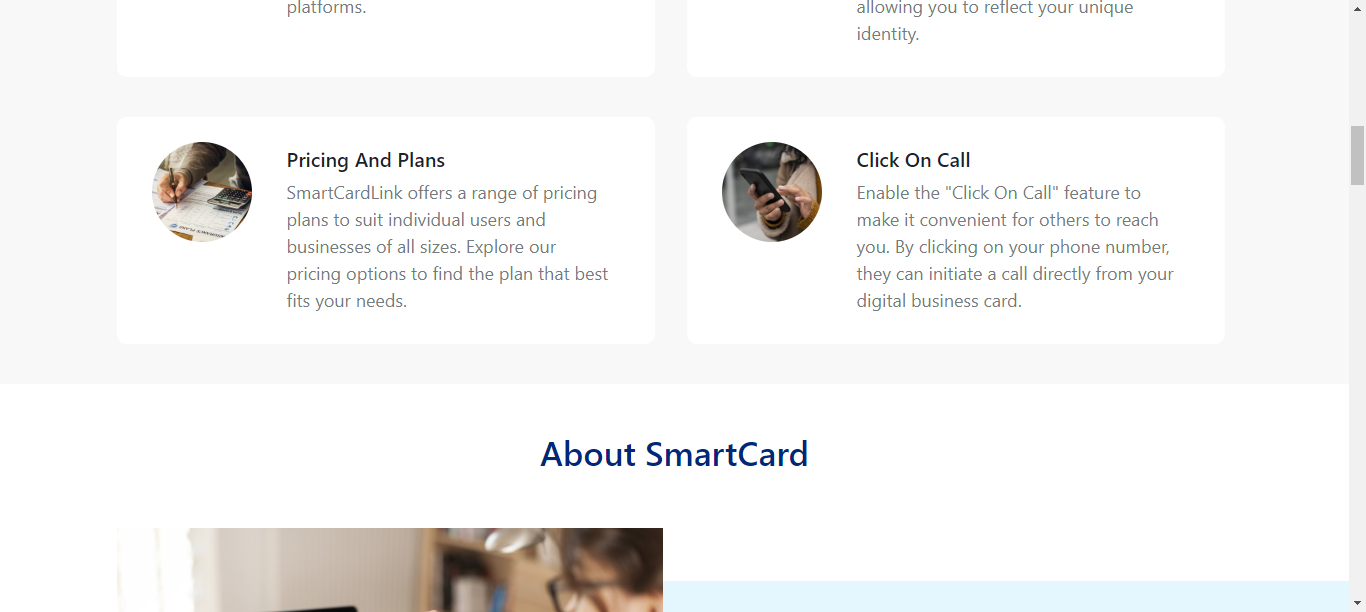 platforms.
allowing you to reflect your unique
identity.
Pricing And Plans
SmartCardLink offers a range of pricing
plans to suit individual users and
businesses of all sizes. Explore our
pricing options to find the plan that best
fits your needs.
Click On Call
Enable the "Click On Call" feature to
make it convenient for others to reach
you. By clicking on your phone number,
they can initiate a call directly from your
digital business card.
About SmartCard